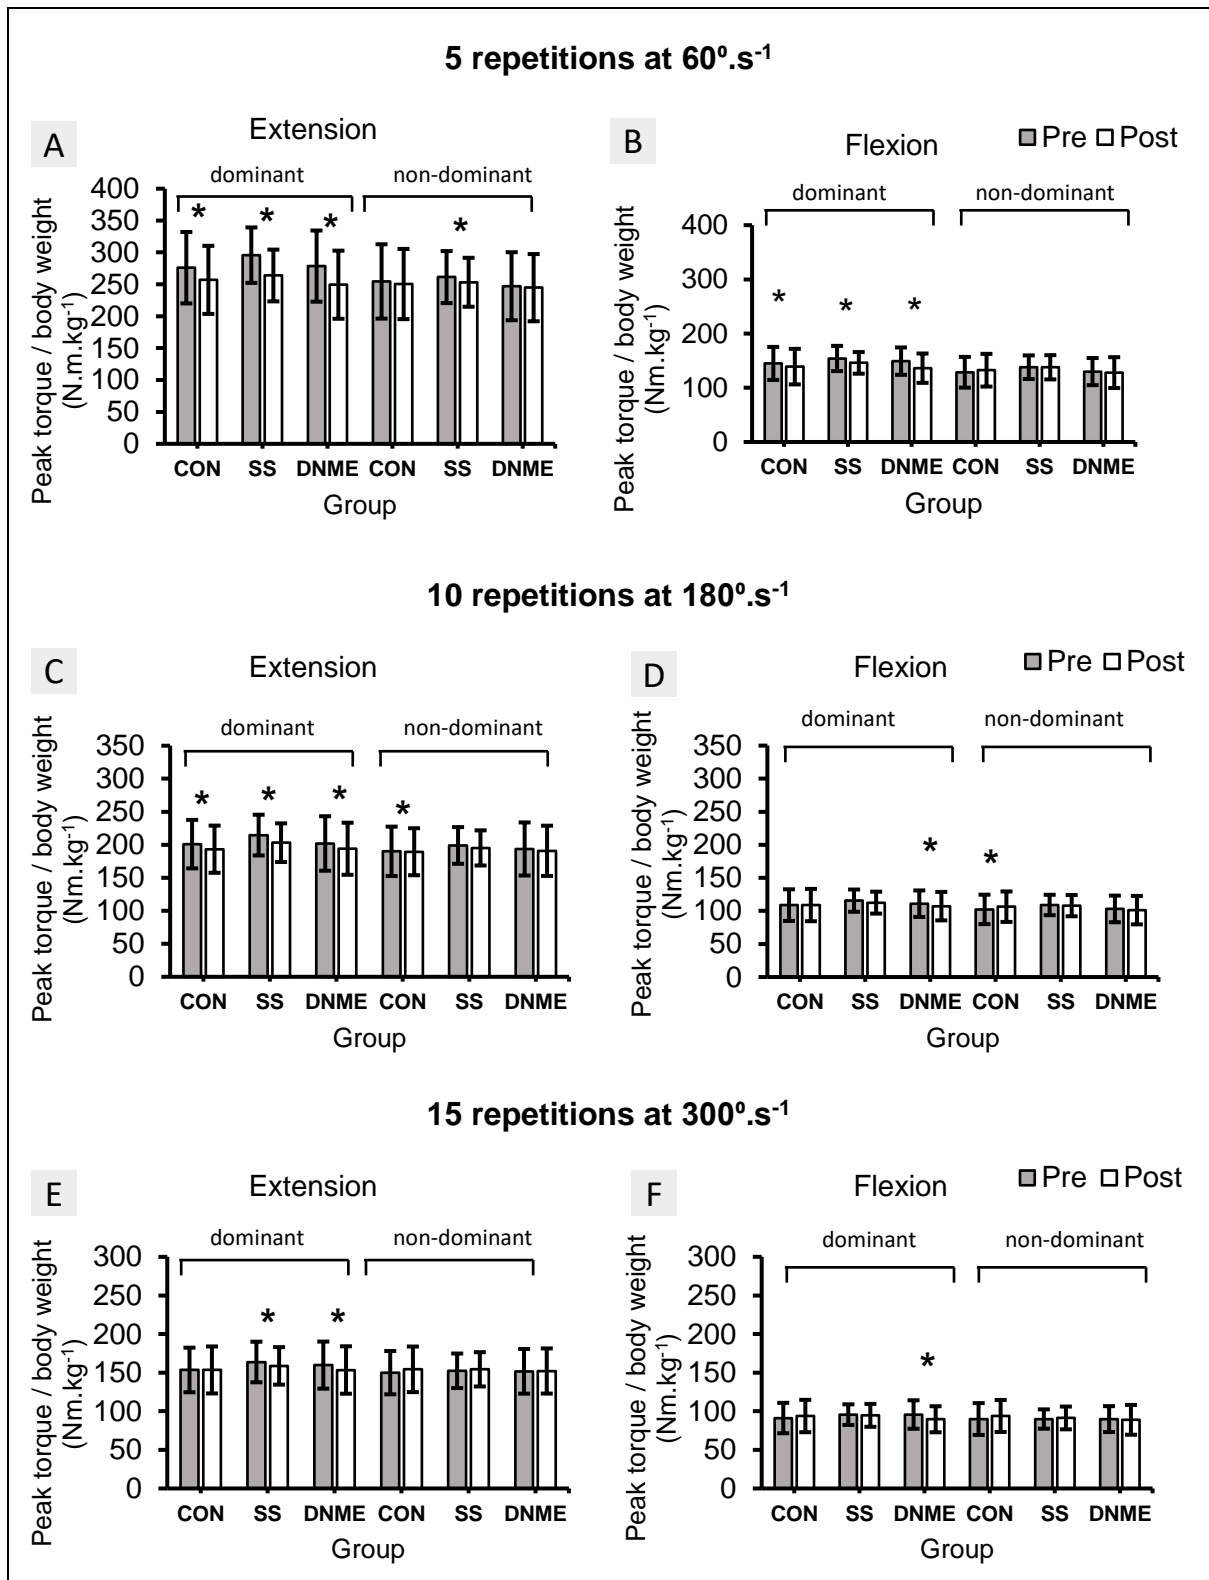 5 repetitions at 60º.s-1
A
Extension
dominant
non-dominant
Peak torque / body weight
(N.m.kg-1)
400
350
300
250
200
150
100
50
0
* * * *
CON SS DNME CON SS DNME
Group
B
Flexion
Pre Post
dominant
non-dominant
Peak torque / body weight
(Nm.kg-1)
400
300
200
100
0
* * *
CON SS DNME CON SS DNME
Group
10 repetitions at 180º.s-1
C
Extension
dominant
non-dominant
Peak torque / body weight
(Nm.kg-1)
350
300
250
200
150
100
50
0
* * * *
CON SS DNME CON SS DNME
Group
D
Flexion
Pre Post
dominant
non-dominant
Peak torque / body weight
(Nm.kg-1)
350
300
250
200
150
100
50
0
* *
CON SS DNME CON SS DNME
Group
15 repetitions at 300º.s-1
E
Extension
dominant
non-dominant
Peak torque / body weight
(Nm.kg-1)
300
250
200
150
100
50
0
* *
CON SS DNME CON SS DNME
Group
F
Flexion
Pre Post
dominant
non-dominant
Peak torque / body weight
(Nm.kg-1)
300
250
200
150
100
50
0
*
CON SS DNME CON SS DNME
Group